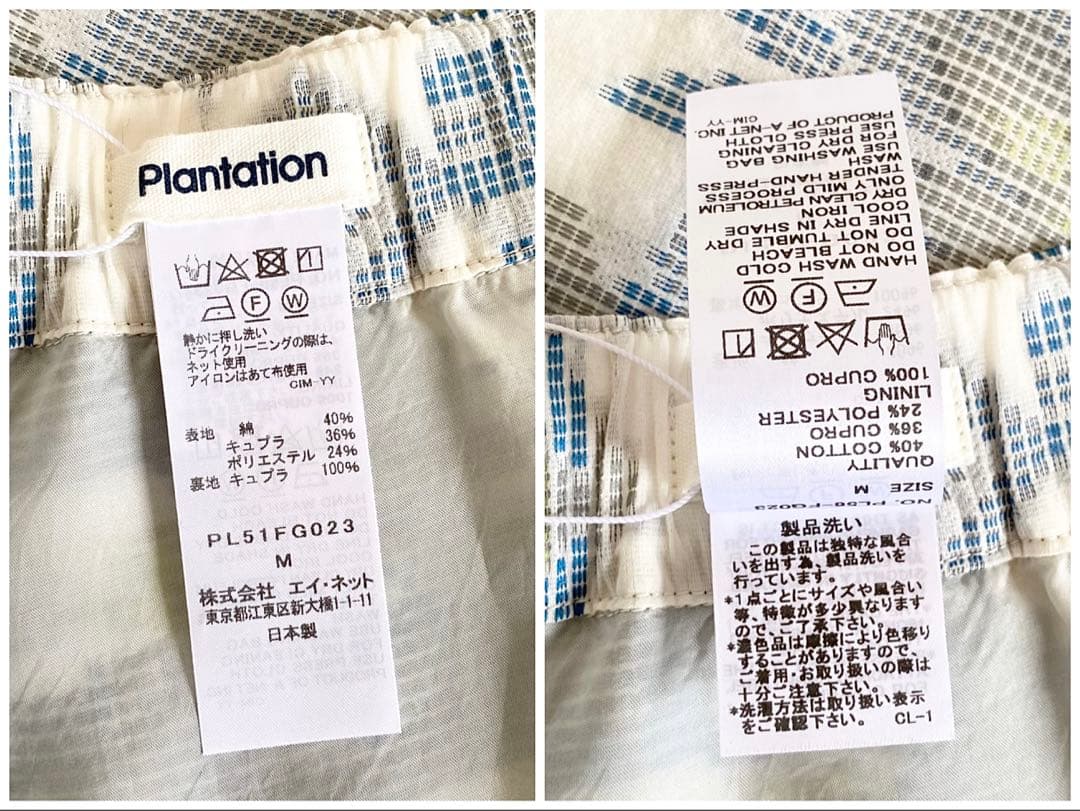 Plantation
静かに押し洗い
ドライクリーニングの際は、
ネット使用
アイロンはあて布使用
CIM-YY
表地 綿 40%
キュプラ 36%
ポリエステル 24%
裏地 キュプラ 100%
PL51FG023
M
株式会社 エイ・ネット
東京都江東区新大橋1-1-11
日本製
SIZE M
QUALITY
40% COTTON
36% CUPRO
24% POLYESTER
LINING
100% CUPRO
HAND WASH COLD
DO NOT BLEACH
DO NOT TUMBLE DRY
LINE DRY IN SHADE
COOL IRON
DRY CLEAN PETROLEUM
ONLY MILD PROCESS
TENDER HAND-PRESS
WASH
USE WASHING BAG
FOR DRY CLEANING
USE PRESS CLOTH
PRODUCT OF A-NET INC.
CIM-YY
製品洗い
この製品は独特な風合
いを出す為、製品洗いを
行っています。
*1点ごとにサイズや風合い
等、特徴が多少異なります
ので、ご了承下さい。
*濃色品は摩擦により色移り
することがありますので、
ご着用・お取り扱いの際は
十分ご注意下さい。
*洗濯方法は取り扱い表示
をご確認下さい。 CL-1